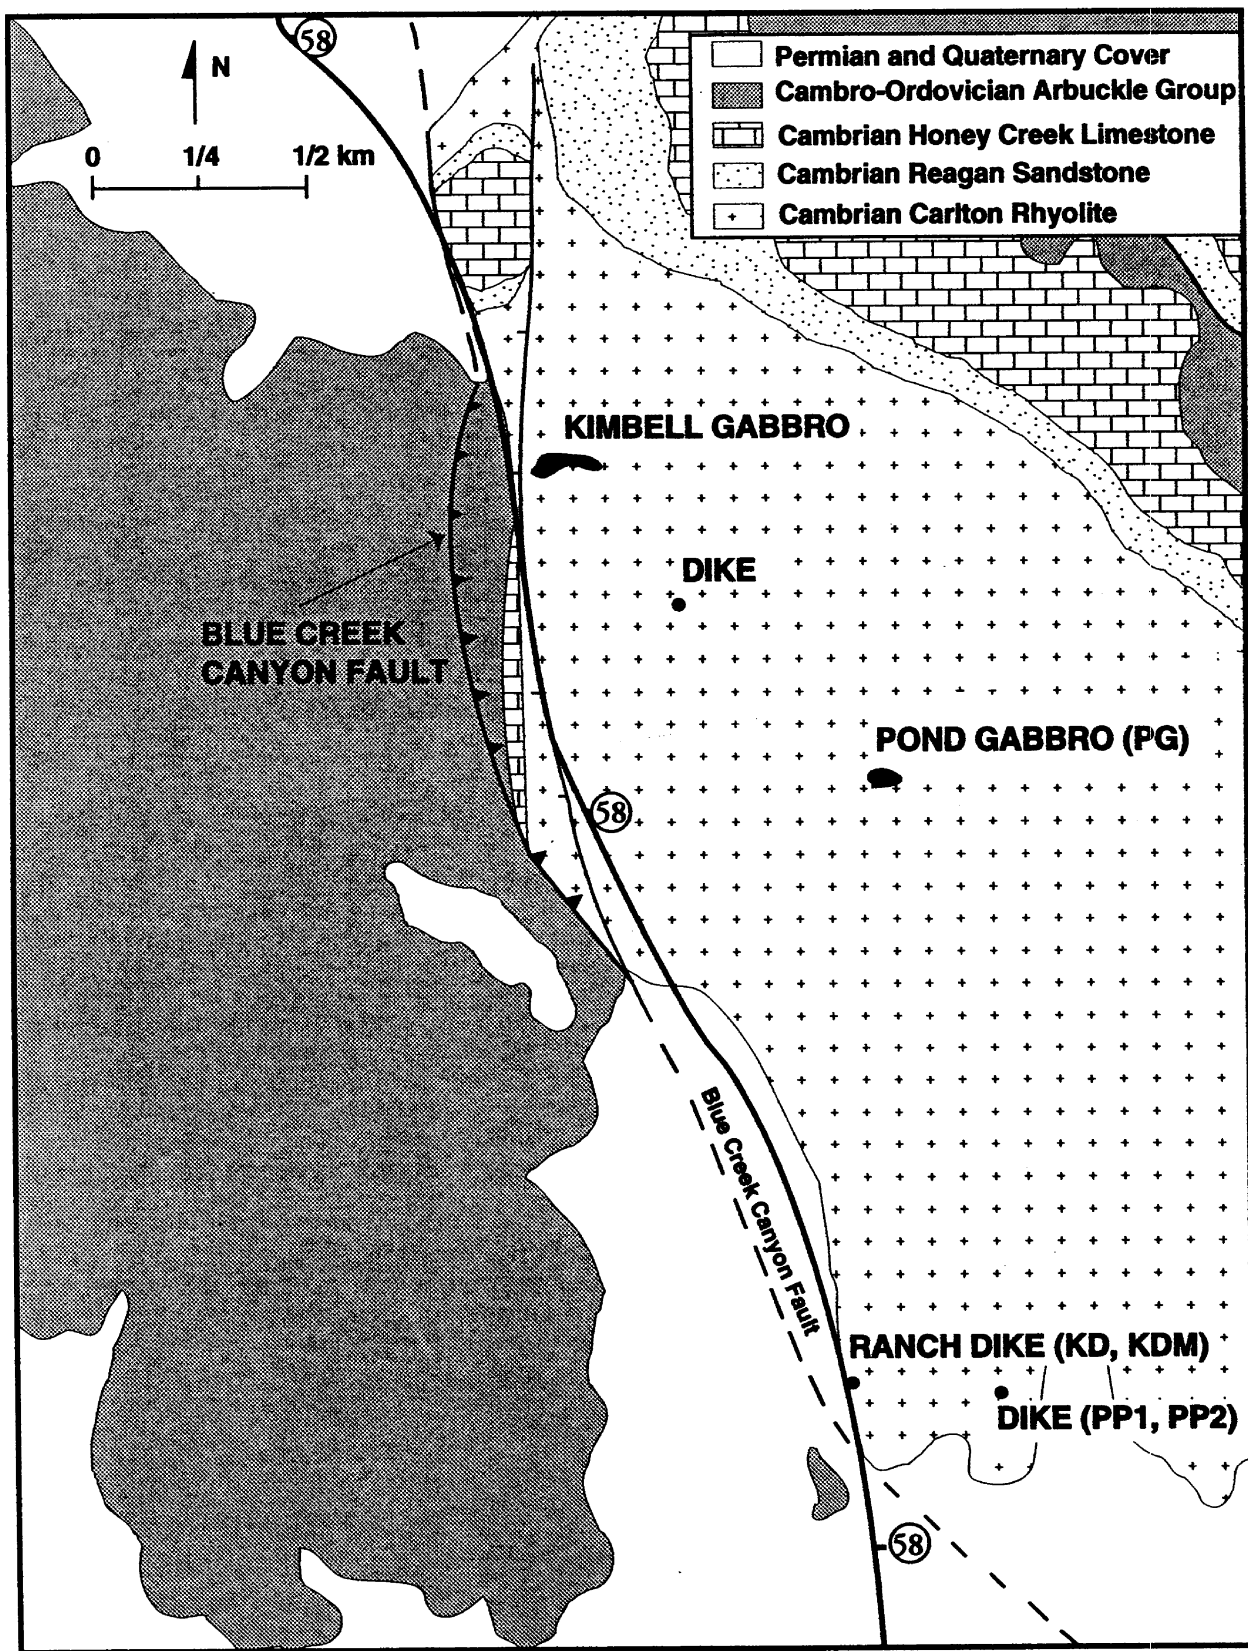 58
N
0 1/4 1/2 km
Permian and Quaternary Cover
Cambro-Ordovician Arbuckle Group
Cambrian Honey Creek Limestone
Cambrian Reagan Sandstone
Cambrian Carlton Rhyolite
KIMBELL GABBRO
DIKE
BLUE CREEK
CANYON FAULT
POND GABBRO (PG)
58
Blue Creek Canyon Fault
RANCH DIKE (KD, KDM)
DIKE (PP1, PP2)
58